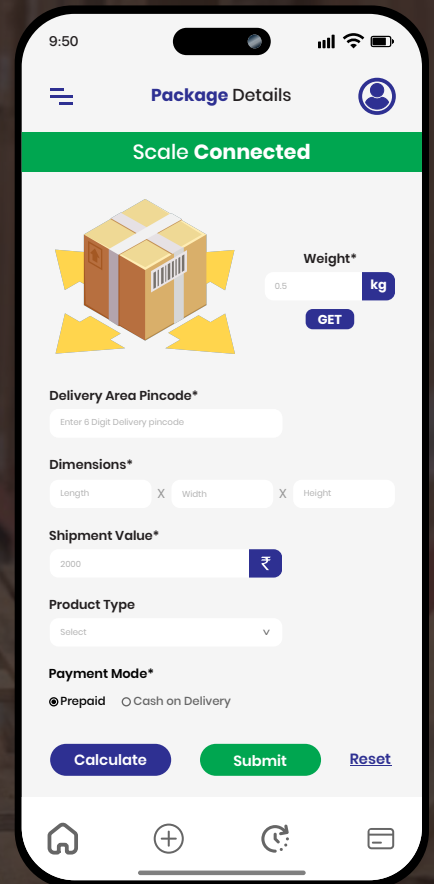 9:50
Package Details
Scale Connected
Weight*
0.5 kg
GET
Delivery Area Pincode*
Enter 6 Digit Delivery pincode
Dimensions*
Length X Width X Height
Shipment Value*
2000 ₹
Product Type
Select
Payment Mode*
Prepaid Cash on Delivery
Calculate Submit Reset